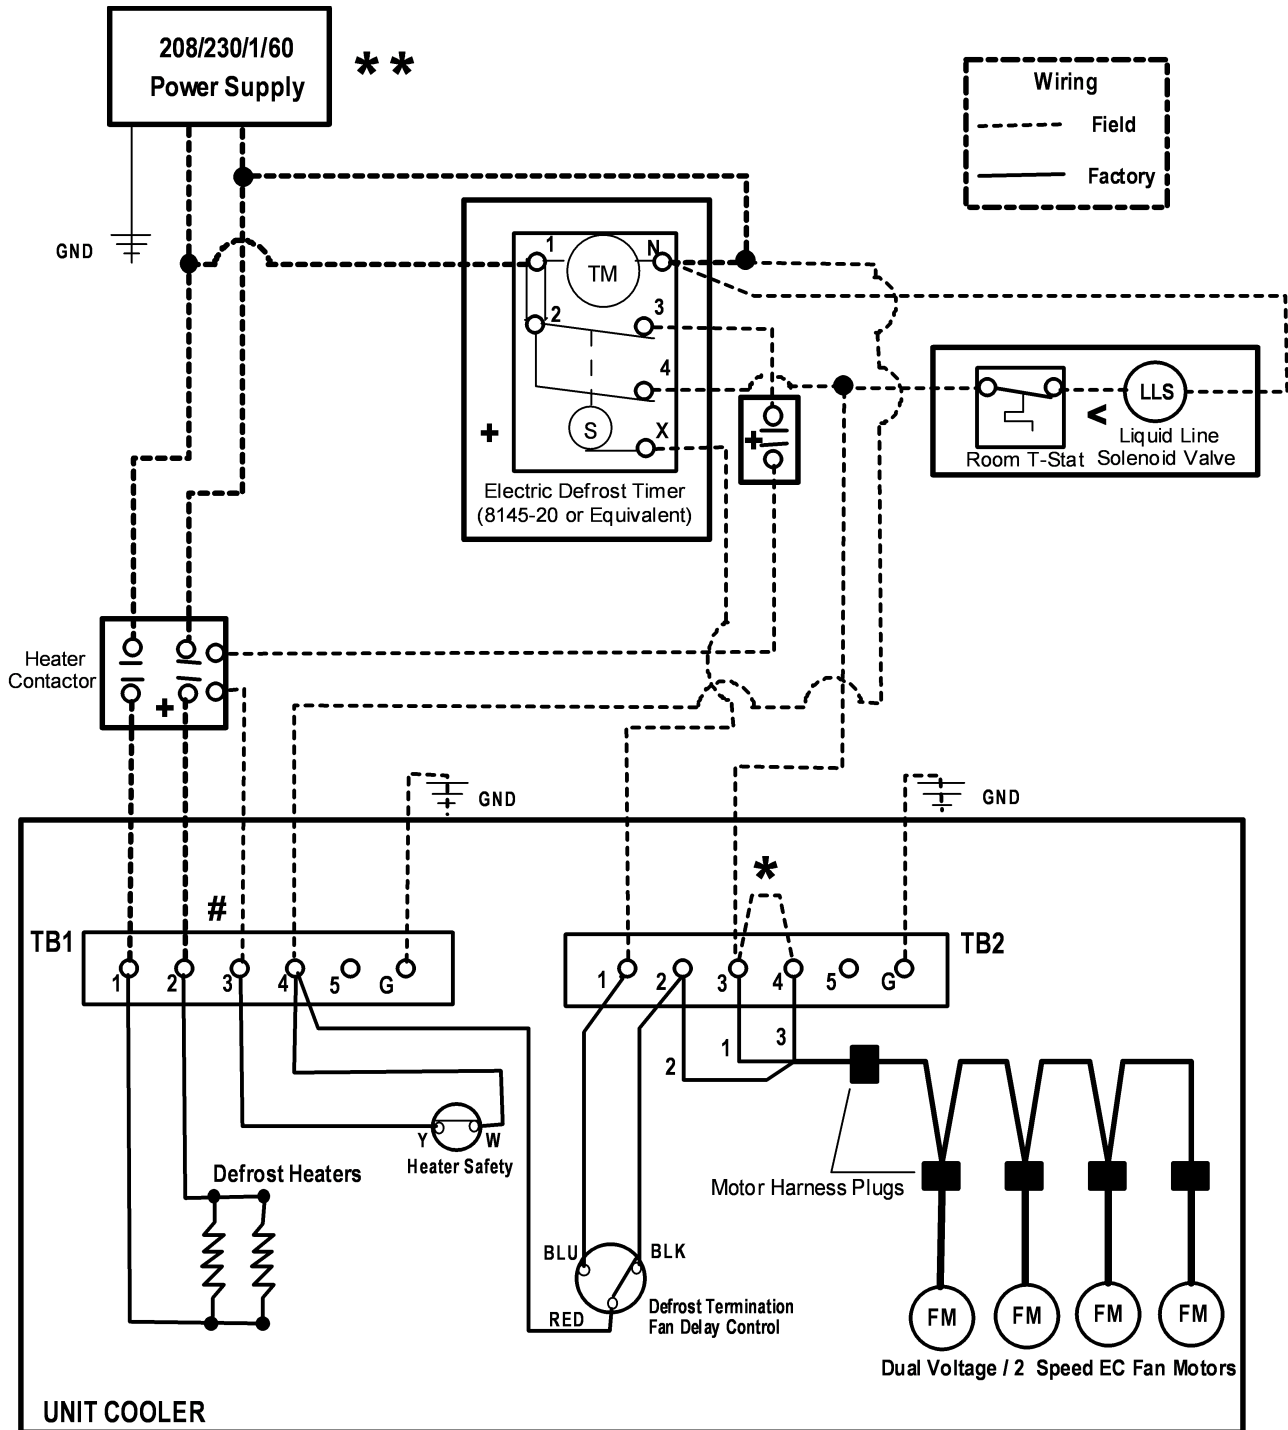 208/230/1/60
Power Supply
* *
Wiring
Field
Factory
GND
1
TM
N
2
3
4
S
X
+
Electric Defrost Timer
(8145-20 or Equivalent)
+
LLS
<
Room T-Stat
Liquid Line
Solenoid Valve
Heater
Contactor
+
GND
GND
#
*
TB1
1
2
3
4
5
G
TB2
1
2
3
4
5
G
1
2
3
Y
W
Heater Safety
Defrost Heaters
Motor Harness Plugs
BLU
BLK
RED
Defrost Termination
Fan Delay Control
FM
FM
FM
FM
Dual Voltage / 2 Speed EC Fan Motors
UNIT COOLER